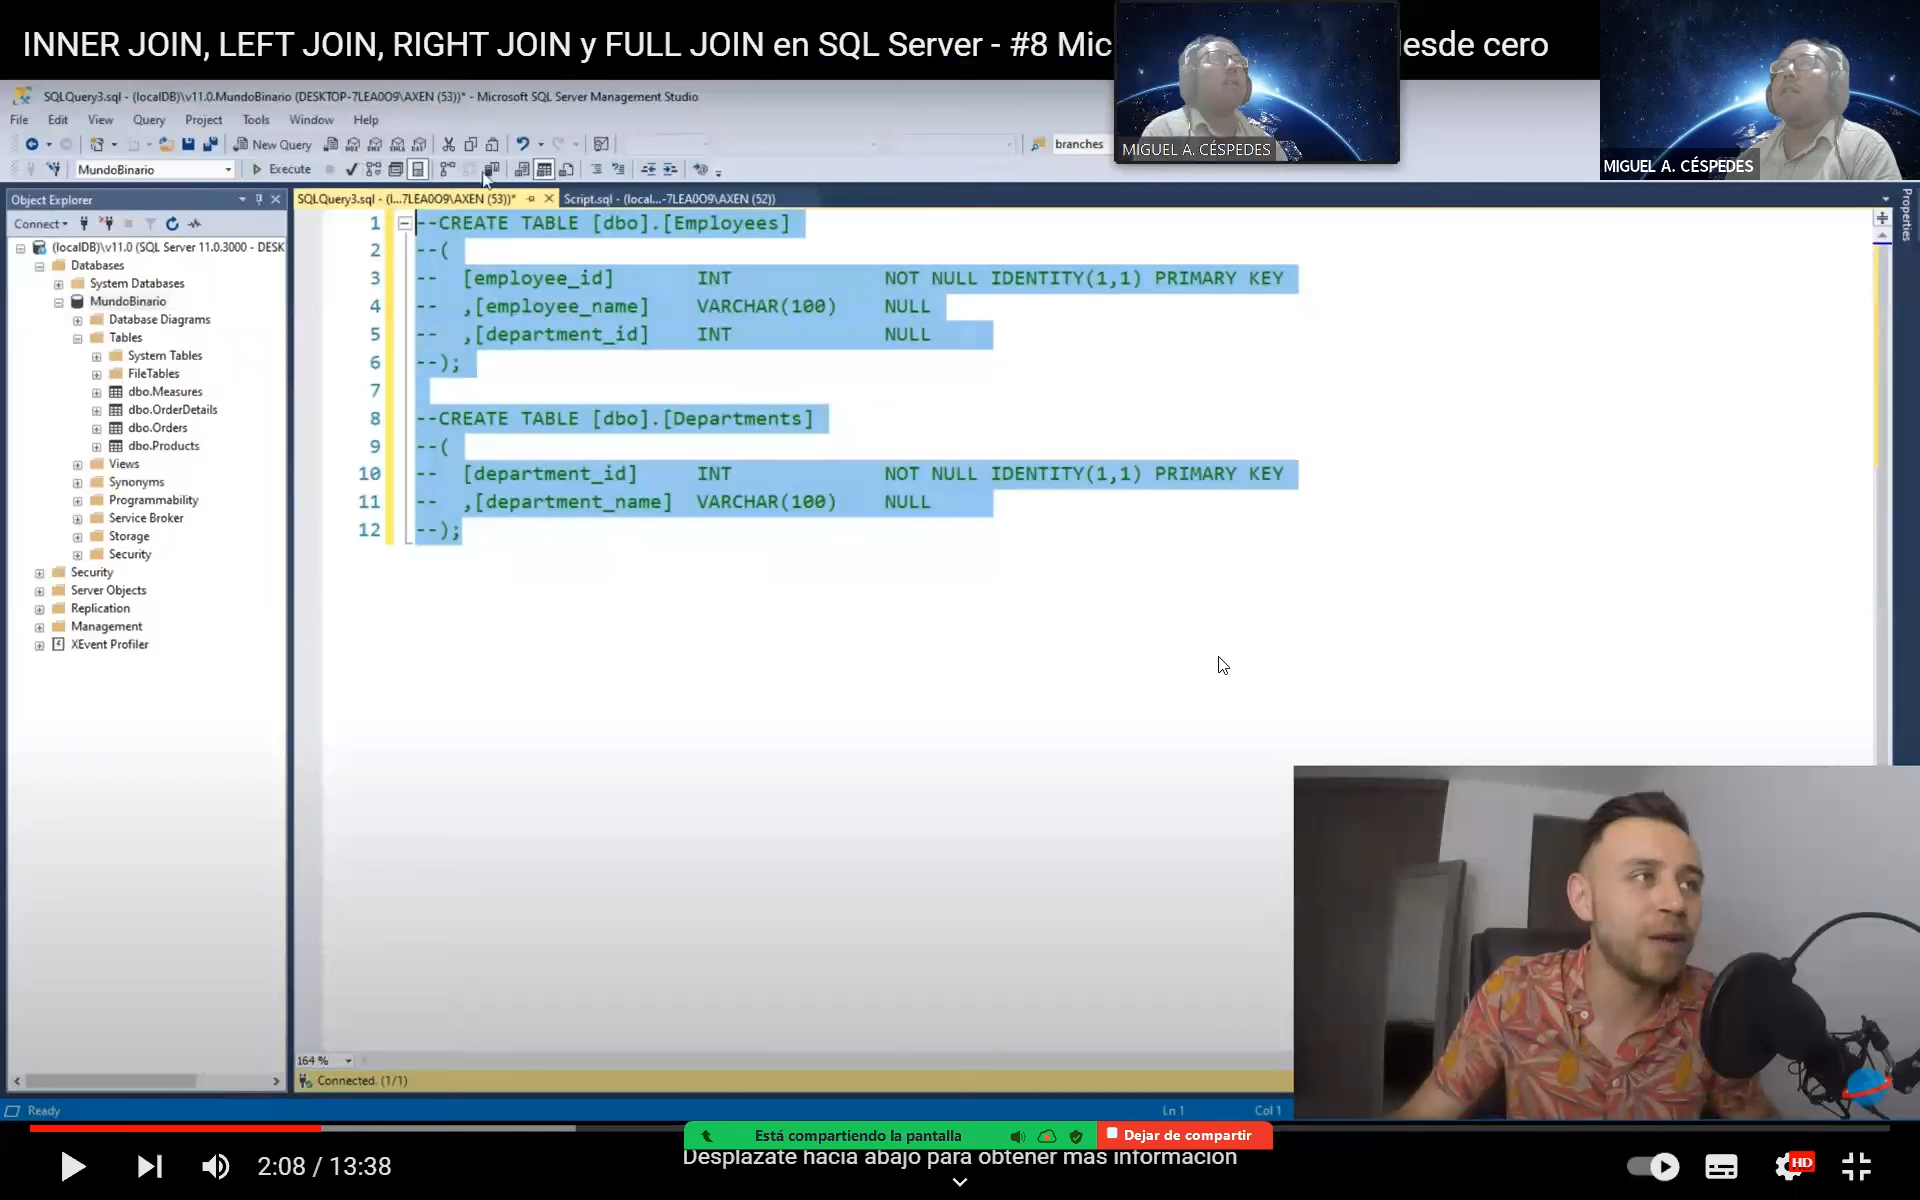 INNER JOIN, LEFT JOIN, RIGHT JOIN y FULL JOIN en SQL Server - #8 Mic
esde cero
MIGUEL A. CÉSPEDES
MIGUEL A. CÉSPEDES
SQLQuery3.sql - (localDB)\v11.0.MundoBinario (DESKTOP-7LEA0O9\AXEN (53))* - Microsoft SQL Server Management Studio
File Edit View Query Project Tools Window Help
New Query
branches
MundoBinario
Execute
Object Explorer
SQLQuery3.sql - (l...7LEA0O9\AXEN (53))*
Script.sql - (local...-7LEA0O9\AXEN (52))
Properties
Connect
(localDB)\v11.0 (SQL Server 11.0.3000 - DESK
Databases
System Databases
MundoBinario
Database Diagrams
Tables
System Tables
FileTables
dbo.Measures
dbo.OrderDetails
dbo.Orders
dbo.Products
Views
Synonyms
Programmability
Service Broker
Storage
Security
Security
Server Objects
Replication
Management
XEvent Profiler
1 --CREATE TABLE [dbo].[Employees]
2 --(
3 -- [employee_id] INT NOT NULL IDENTITY(1,1) PRIMARY KEY
4 -- ,[employee_name] VARCHAR(100) NULL
5 -- ,[department_id] INT NULL
6 --);
7
8 --CREATE TABLE [dbo].[Departments]
9 --(
10 -- [department_id] INT NOT NULL IDENTITY(1,1) PRIMARY KEY
11 -- ,[department_name] VARCHAR(100) NULL
12 --);
164 %
Connected. (1/1)
Ready
Ln 1
Col 1
Está compartiendo la pantalla
Dejar de compartir
2:08 / 13:38
Desplázate hacia abajo para obtener más información
HD